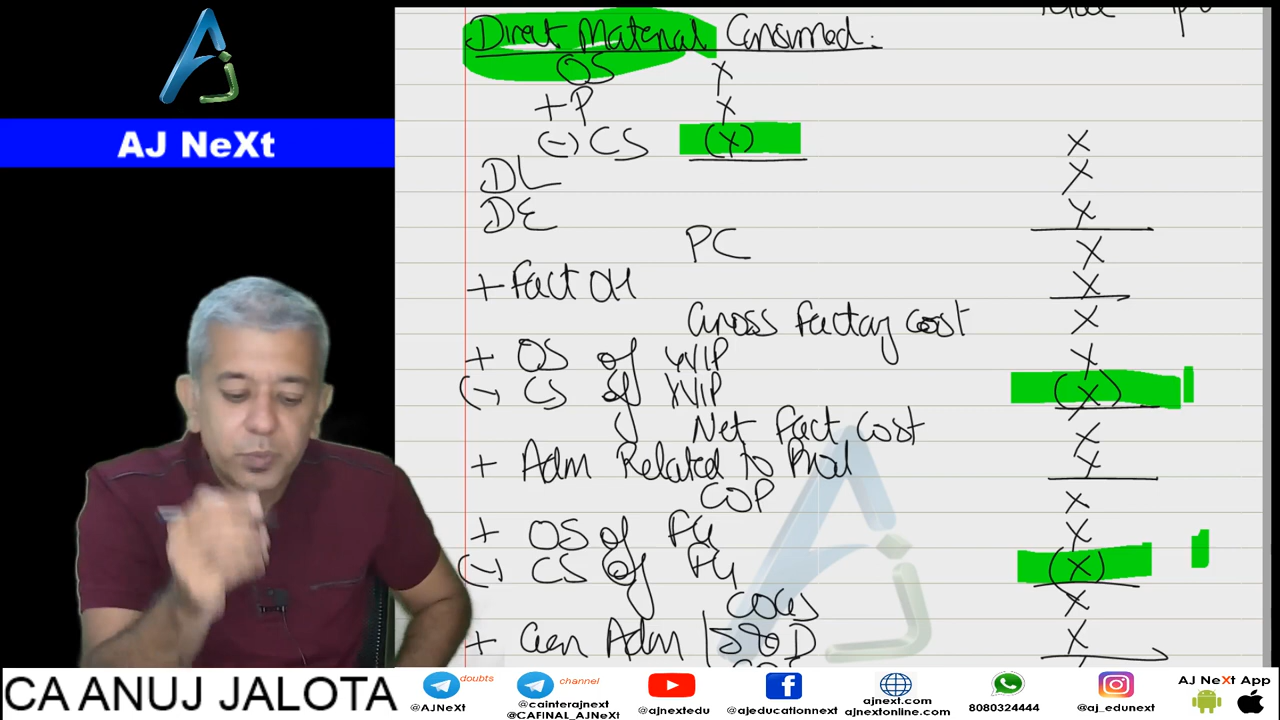 AJ NeXt
Direct Material Consumed:
OS X
+ P X
(-) CS (X) X
DL X
DE X
PC X
+ Fact OH X
Gross Factory Cost X
+ OS of WIP X
(-) CS of WIP (X)
Net Fact Cost X
+ Adm Related to Prod X
COP X
+ OS of FG X
(-) CS of FG (X)
COGS X
+ Gen Adm | S&D X
CA ANUJ JALOTA
doubts
@AJNeXt
channel
@cainterajnext
@CAFINAL_AJNeXt
@ajnextedu
@ajeducationnext
ajnext.com
ajnextonline.com
8080324444
@aj_edunext
AJ NeXt App